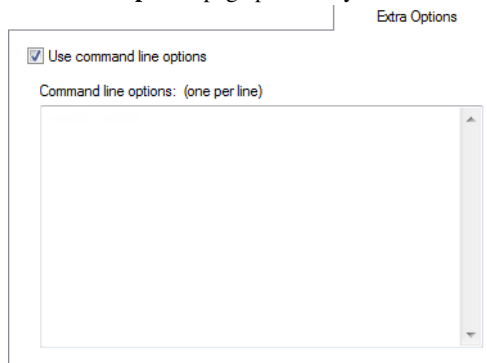 Extra Options
Use command line options
Command line options: (one per line)